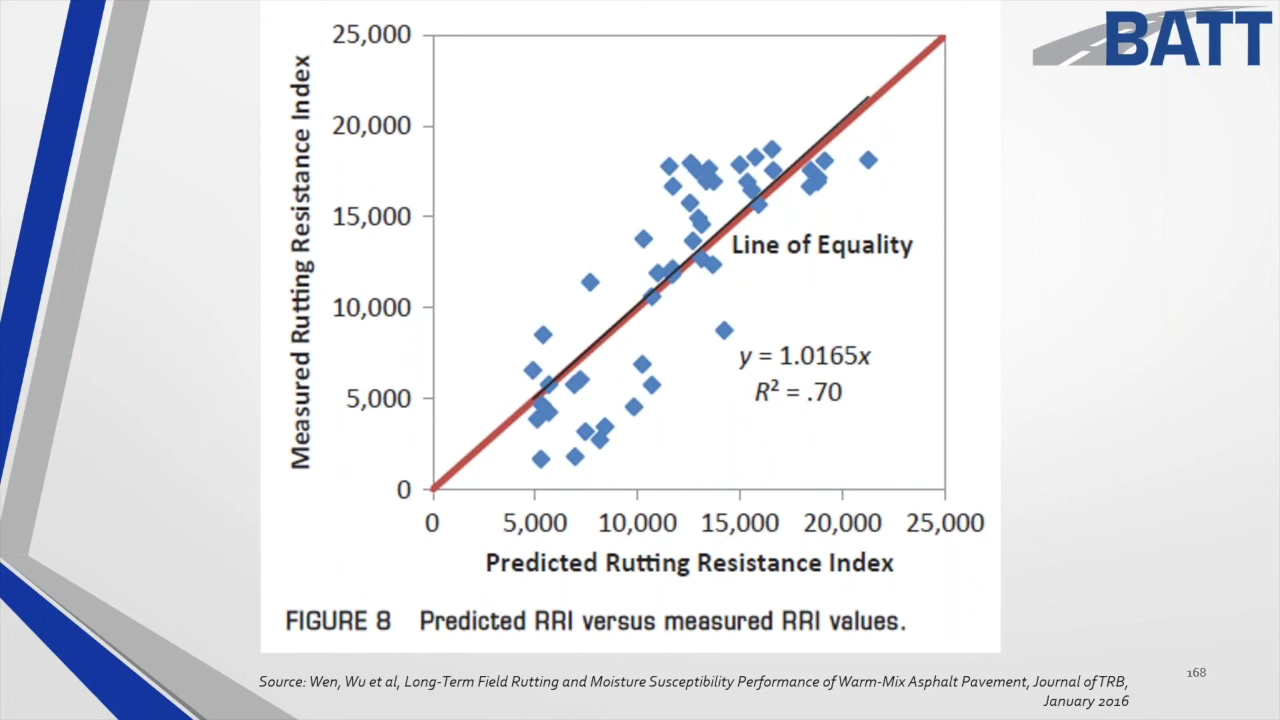 BATT
Measured Rutting Resistance Index
25,000
20,000
15,000
10,000
5,000
0
Line of Equality
y = 1.0165x
R² = .70
0 5,000 10,000 15,000 20,000 25,000
Predicted Rutting Resistance Index
FIGURE 8 Predicted RRI versus measured RRI values.
Source: Wen, Wu et al, Long-Term Field Rutting and Moisture Susceptibility Performance of Warm-Mix Asphalt Pavement, Journal of TRB,
January 2016
168